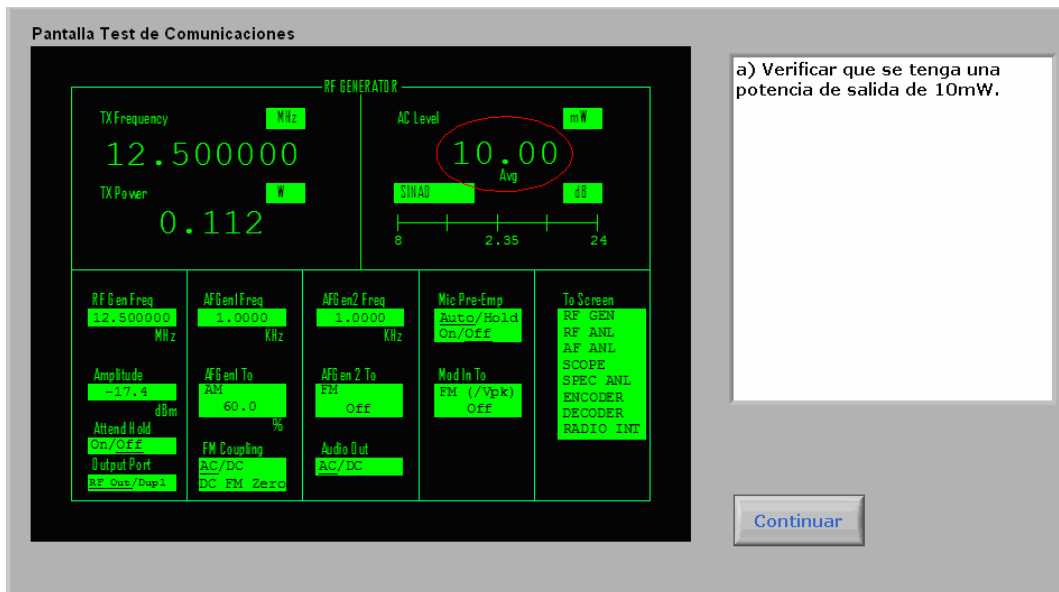 Pantalla Test de Comunicaciones
RF GENERATOR
TX Frequency
MHz
12.500000
TX Power
W
0.112
AC Level
mW
10.00
Avg
SINAD
dB
8
2.35
24
RF Gen Freq
12.500000
MHz
Amplitude
-17.4
dBm
Attend Hold
On/Off
Output Port
RF Out/Dupl
AFGen1 Freq
1.0000
KHz
AFGen1 To
AM
60.0
%
FM Coupling
AC/DC
DC FM Zero
AFGen2 Freq
1.0000
KHz
AFGen 2 To
FM
Off
Audio Out
AC/DC
Mic Pre-Emp
Auto/Hold
On/Off
Mod In To
FM (/Vpk)
Off
To Screen
RF GEN
RF ANL
AF ANL
SCOPE
SPEC ANL
ENCODER
DECODER
RADIO INT
a) Verificar que se tenga una
potencia de salida de 10mW.
Continuar